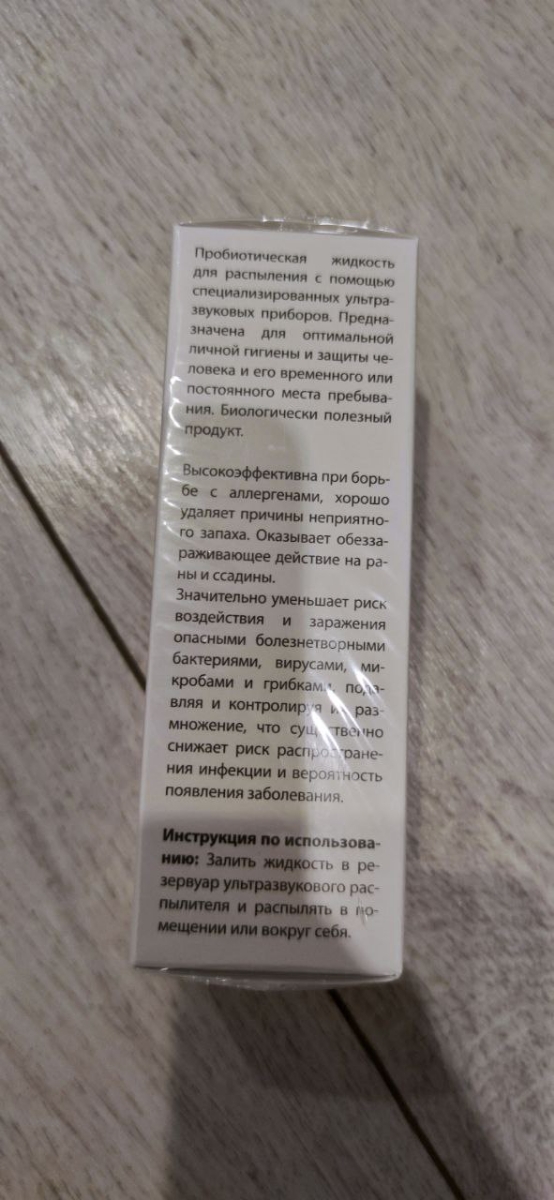 Пробиотическая жидкость
для распыления с помощью
специализированных ультра-
звуковых приборов. Предна-
значена для оптимальной
личной гигиены и защиты че-
ловека и его временного или
постоянного места пребыва-
ния. Биологически полезный
продукт.
Высокоэффективна при борь-
бе с аллергенами, хорошо
удаляет причины неприятно-
го запаха. Оказывает обезза-
раживающее действие на ра-
ны и ссадины.
Значительно уменьшает риск
воздействия и заражения
опасными болезнетворными
бактериями, вирусами, ми-
кробами и грибками, пода-
вляя и контролируя их раз-
множение, что существенно
снижает риск распростране-
ния инфекции и вероятность
появления заболевания.
Инструкция по использова-
нию: Залить жидкость в ре-
зервуар ультразвукового рас-
пылителя и распылять в по-
мещении или вокруг себя.